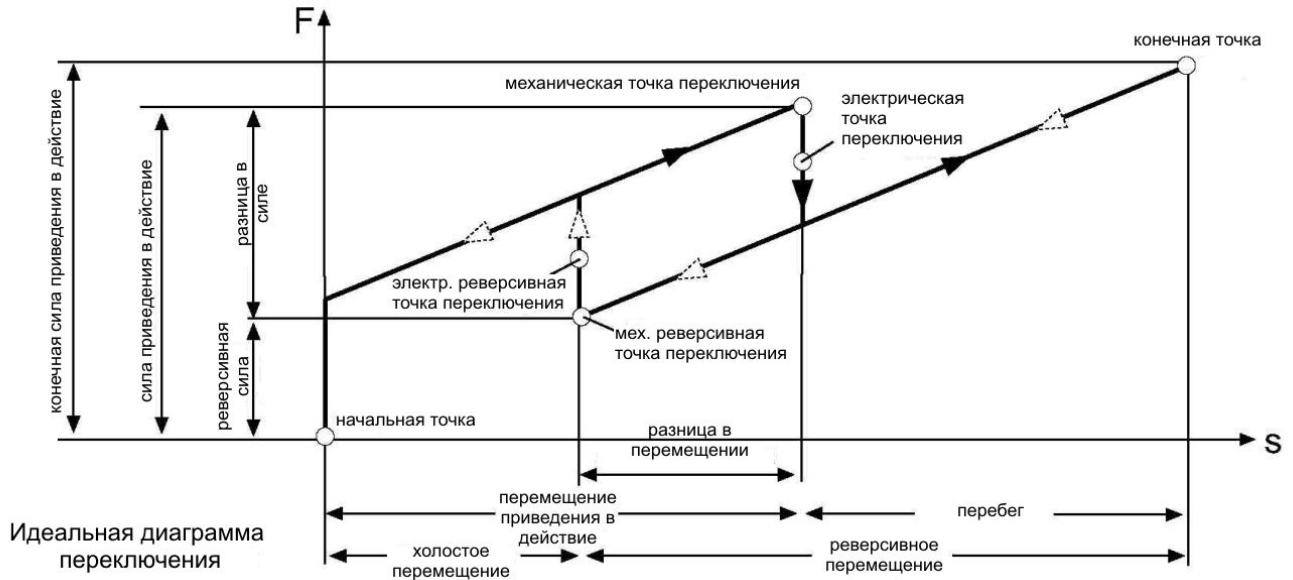 F
конечная точка
механическая точка переключения
электрическая
точка
переключения
конечная сила приведения в действие
сила приведения в действие
разница в
силе
электр. реверсивная
точка переключения
реверсивная
сила
мех. реверсивная
точка переключения
начальная точка
разница в
перемещении
s
перемещение
приведения в
действие
перебег
Идеальная диаграмма
переключения
холостое
перемещение
реверсивное
перемещение